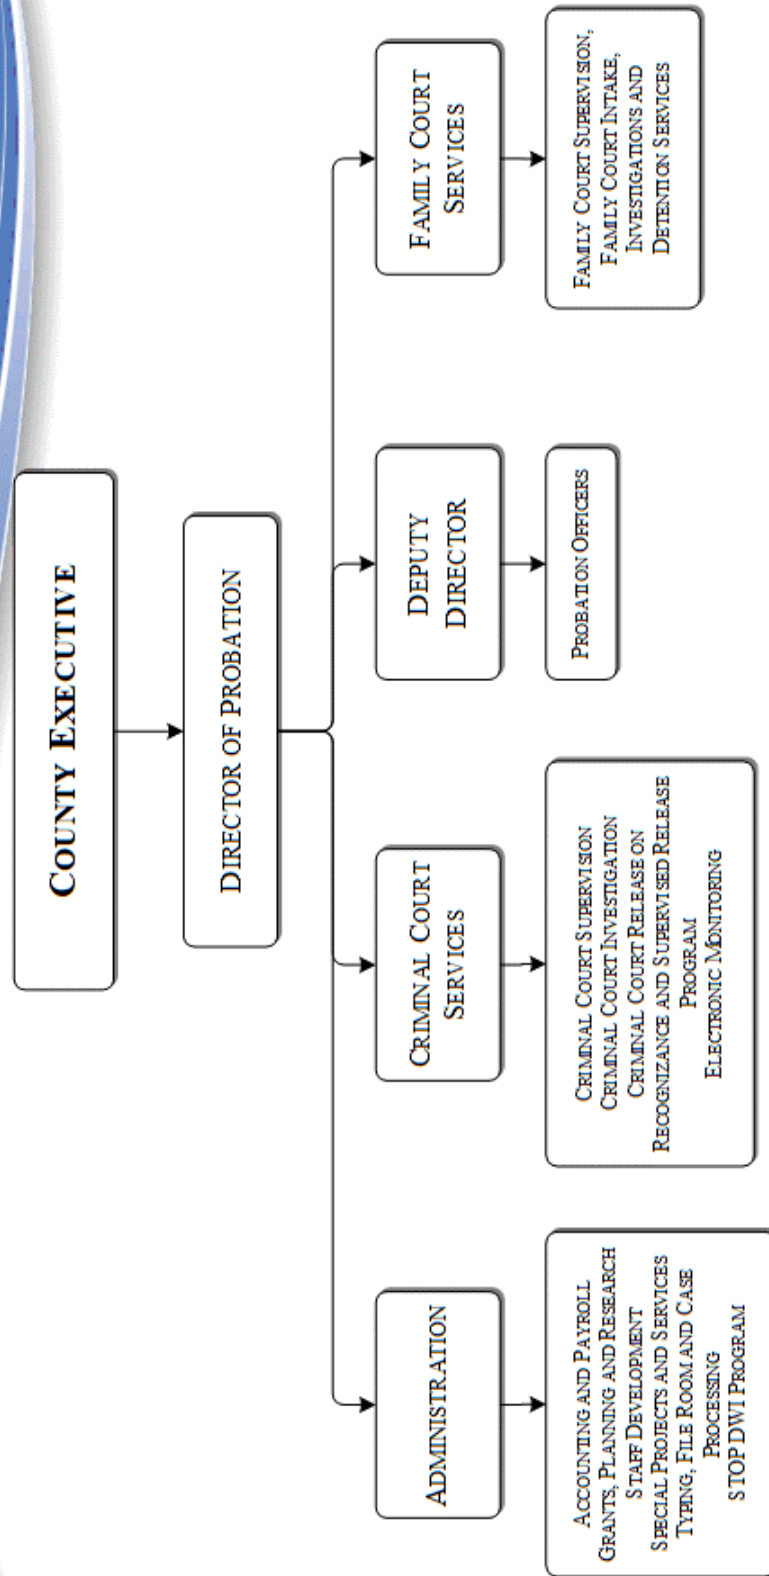 COUNTY EXECUTIVE
DIRECTOR OF PROBATION
ADMINISTRATION
CRIMINAL COURT
SERVICES
DEPUTY
DIRECTOR
FAMILY COURT
SERVICES
ACCOUNTING AND PAYROLL
GRANTS, PLANNING AND RESEARCH
STAFF DEVELOPMENT
SPECIAL PROJECTS AND SERVICES
TYPING, FILE ROOM AND CASE
PROCESSING
STOP DWI PROGRAM
CRIMINAL COURT SUPERVISION
CRIMINAL COURT INVESTIGATION
CRIMINAL COURT RELEASE ON
RECOGNIZANCE AND SUPERVISED RELEASE
PROGRAM
ELECTRONIC MONITORING
PROBATION OFFICERS
FAMILY COURT SUPERVISION,
FAMILY COURT INTAKE,
INVESTIGATIONS AND
DETENTION SERVICES